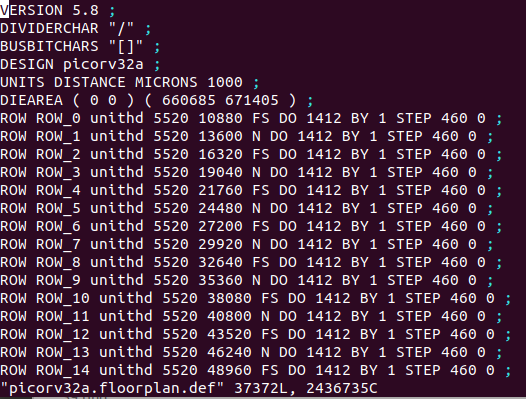 VERSION 5.8 ;
DIVIDERCHAR "/" ;
BUSBITCHARS "[]" ;
DESIGN picorv32a ;
UNITS DISTANCE MICRONS 1000 ;
DIEAREA ( 0 0 ) ( 660685 671405 ) ;
ROW ROW_0 unithd 5520 10880 FS DO 1412 BY 1 STEP 460 0 ;
ROW ROW_1 unithd 5520 13600 N DO 1412 BY 1 STEP 460 0 ;
ROW ROW_2 unithd 5520 16320 FS DO 1412 BY 1 STEP 460 0 ;
ROW ROW_3 unithd 5520 19040 N DO 1412 BY 1 STEP 460 0 ;
ROW ROW_4 unithd 5520 21760 FS DO 1412 BY 1 STEP 460 0 ;
ROW ROW_5 unithd 5520 24480 N DO 1412 BY 1 STEP 460 0 ;
ROW ROW_6 unithd 5520 27200 FS DO 1412 BY 1 STEP 460 0 ;
ROW ROW_7 unithd 5520 29920 N DO 1412 BY 1 STEP 460 0 ;
ROW ROW_8 unithd 5520 32640 FS DO 1412 BY 1 STEP 460 0 ;
ROW ROW_9 unithd 5520 35360 N DO 1412 BY 1 STEP 460 0 ;
ROW ROW_10 unithd 5520 38080 FS DO 1412 BY 1 STEP 460 0 ;
ROW ROW_11 unithd 5520 40800 N DO 1412 BY 1 STEP 460 0 ;
ROW ROW_12 unithd 5520 43520 FS DO 1412 BY 1 STEP 460 0 ;
ROW ROW_13 unithd 5520 46240 N DO 1412 BY 1 STEP 460 0 ;
ROW ROW_14 unithd 5520 48960 FS DO 1412 BY 1 STEP 460 0 ;
"picorv32a.floorplan.def" 37372L, 2436735C